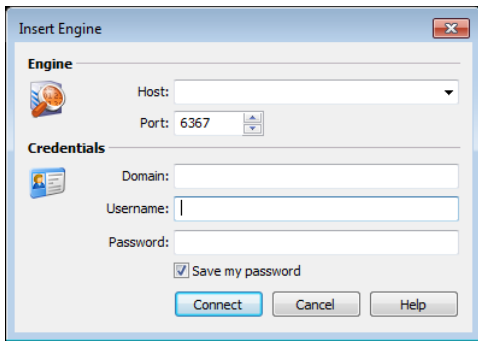 Insert Engine
Engine
Host:
Port: 6367
Credentials
Domain:
Username:
Password:
Save my password
Connect Cancel Help